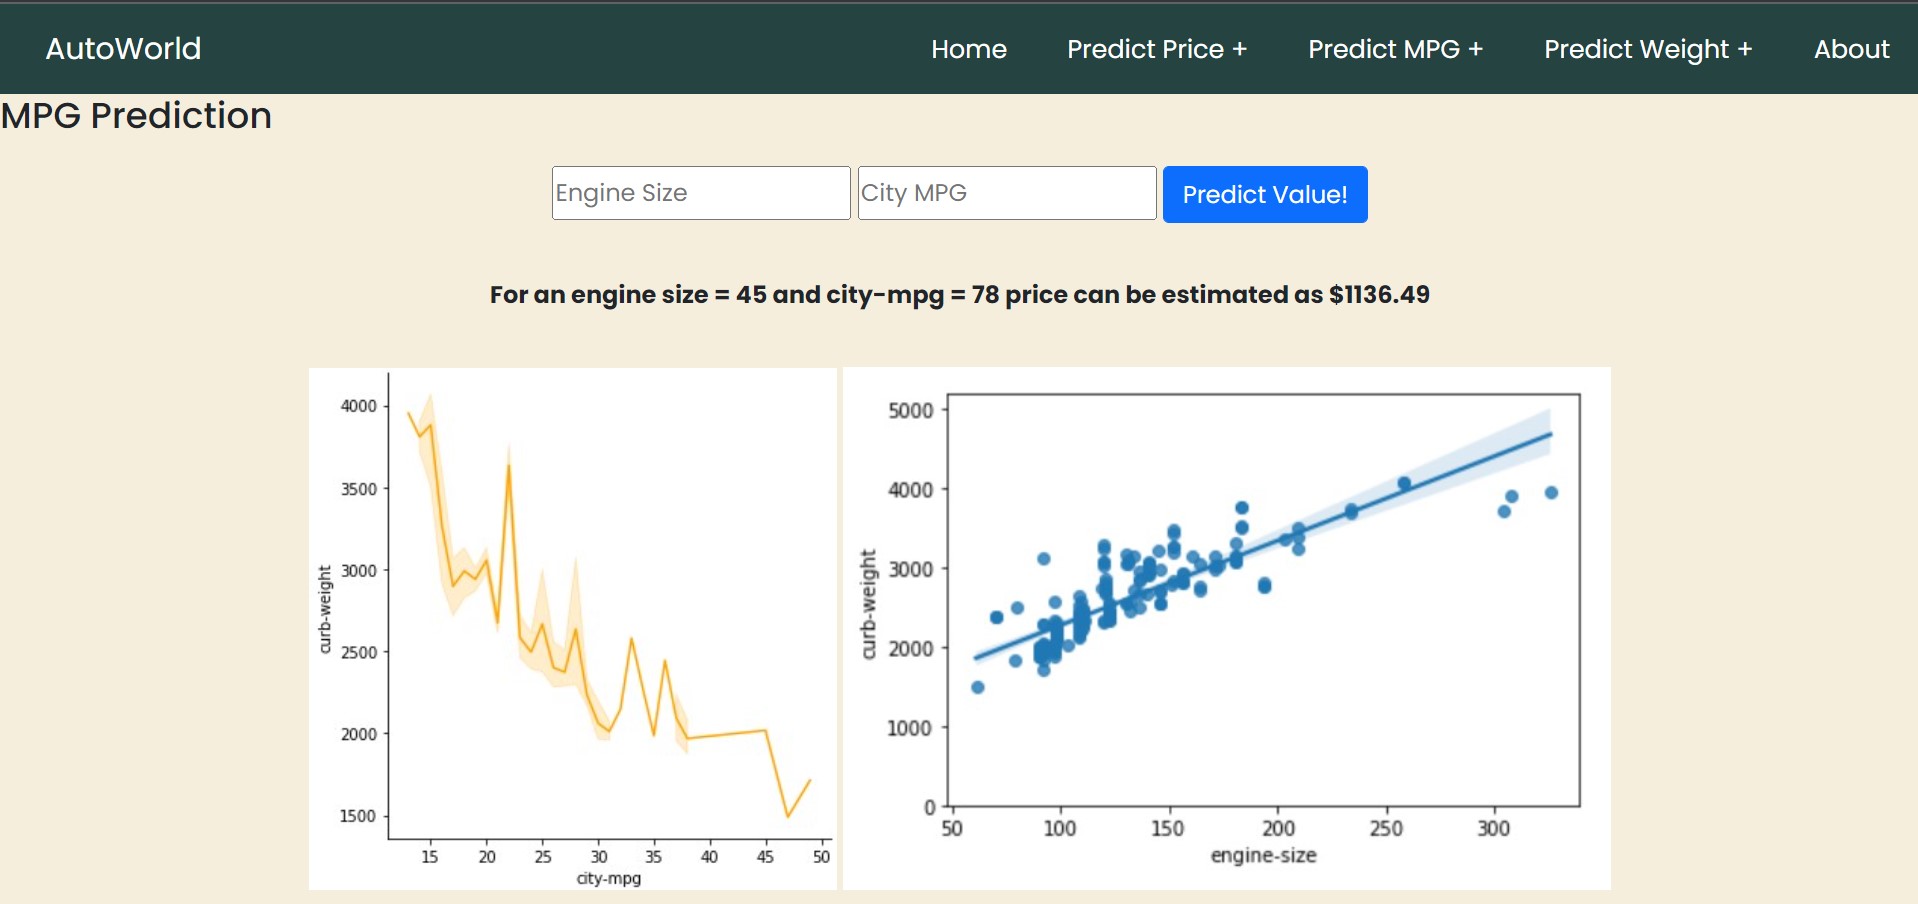 AutoWorld
Home Predict Price + Predict MPG + Predict Weight + About
MPG Prediction
Engine Size City MPG Predict Value!
For an engine size = 45 and city-mpg = 78 price can be estimated as $1136.49
4000
3500
3000
2500
2000
1500
curb-weight
15 20 25 30 35 40 45 50
city-mpg
5000
4000
3000
2000
1000
0
curb-weight
50 100 150 200 250 300
engine-size